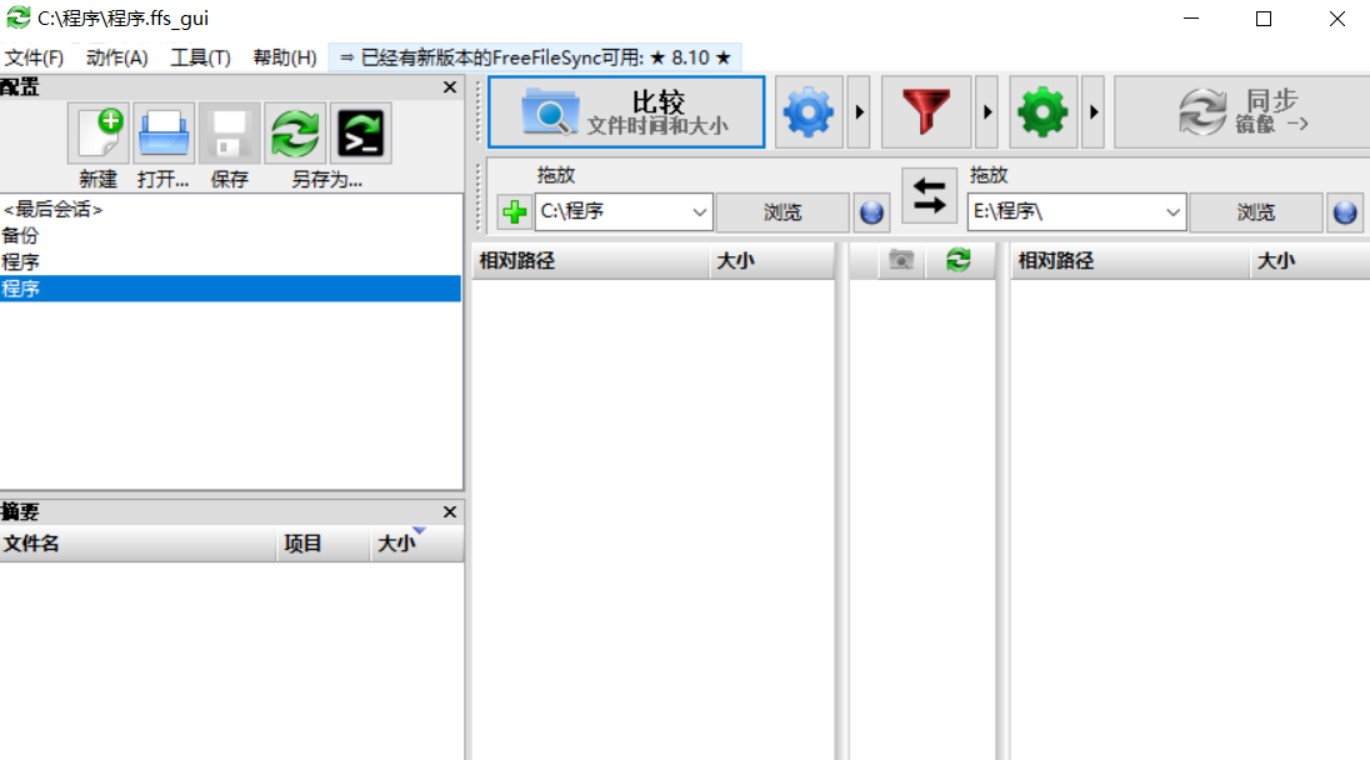 C:\程序\程序.ffs_gui
文件(F) 动作(A) 工具(T) 帮助(H) ⇒ 已经有新版本的FreeFileSync可用: ★ 8.10 ★
配置
新建 打开... 保存 另存为...
<最后会话>
备份
程序
程序
摘要
文件名 项目 大小
比较
文件时间和大小
同步
镜像 ->
拖放
C:\程序 浏览
拖放
E:\程序\ 浏览
相对路径 大小
相对路径 大小